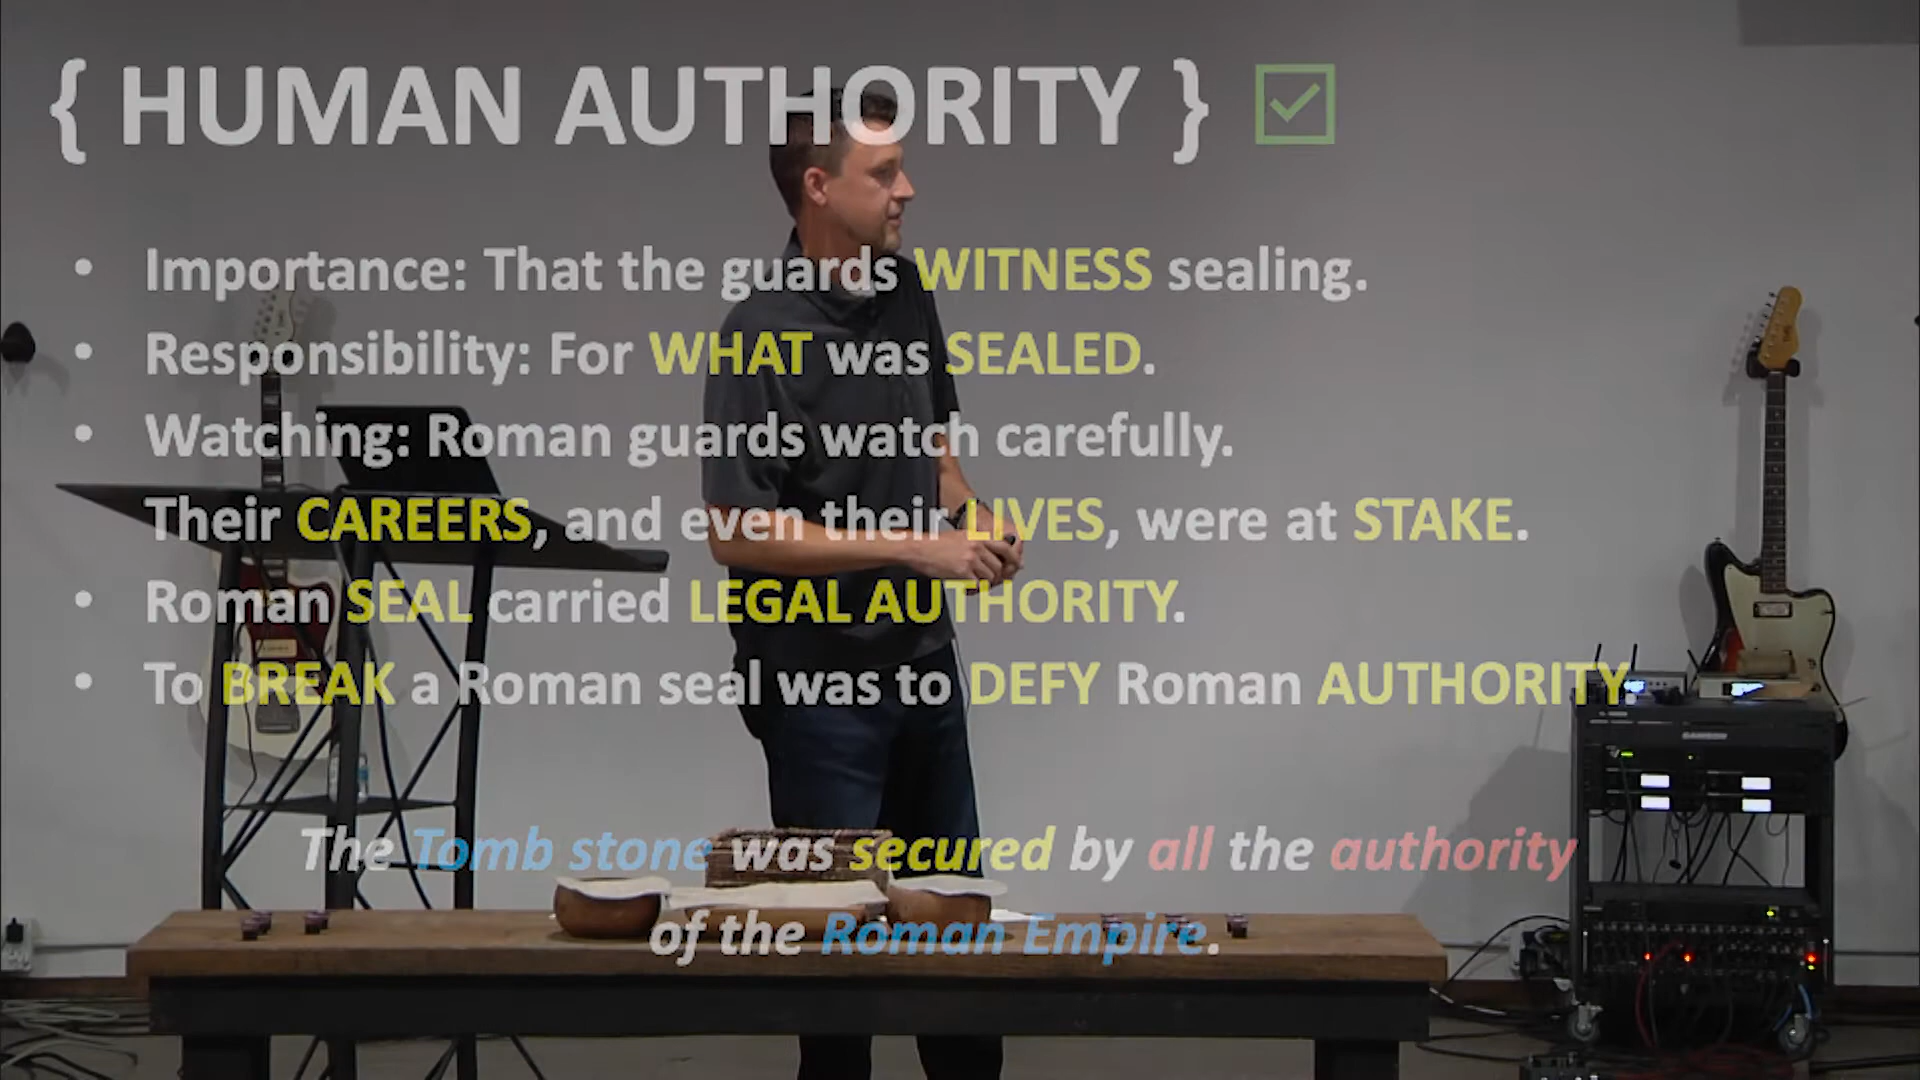 { HUMAN AUTHORITY }
• Importance: That the guards WITNESS sealing.
• Responsibility: For WHAT was SEALED.
• Watching: Roman guards watch carefully.
Their CAREERS, and even their LIVES, were at STAKE.
• Roman SEAL carried LEGAL AUTHORITY.
• To BREAK a Roman seal was to DEFY Roman AUTHORITY.
SAMSON
The Tomb stone was secured by all the authority
of the Roman Empire.